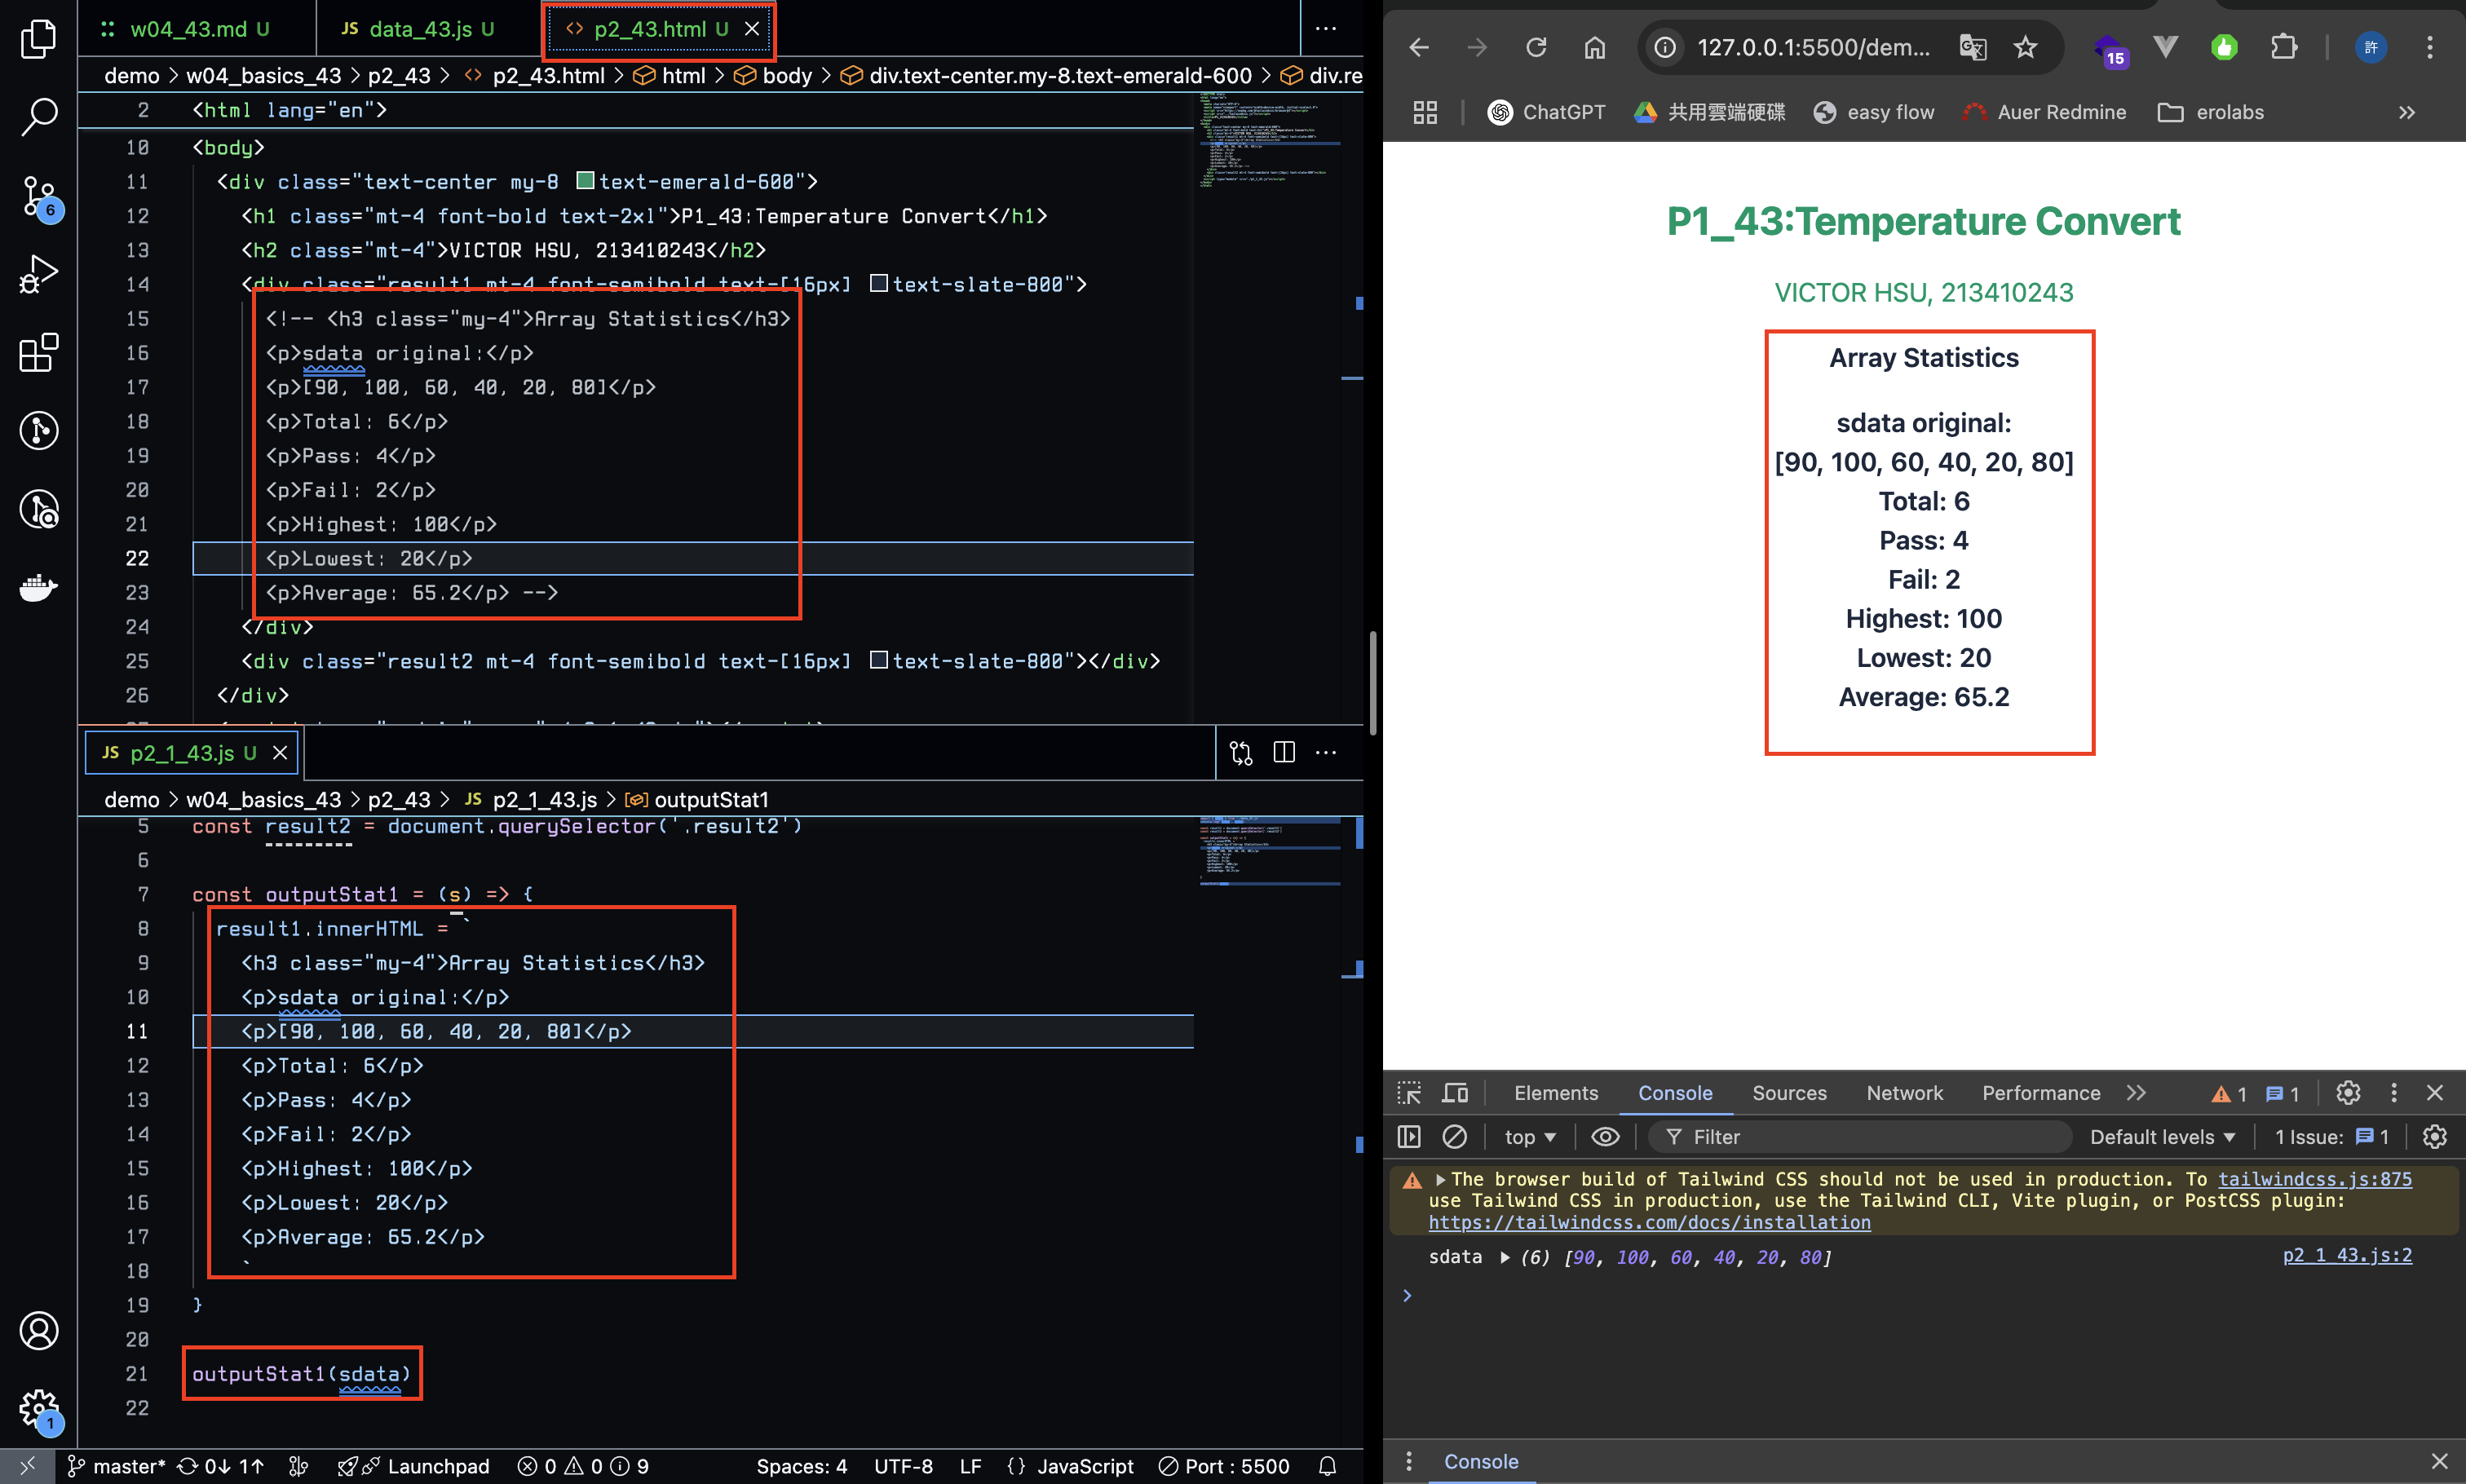 w04_43.md U
JS data_43.js U
<> p2_43.html U
demo > w04_basics_43 > p2_43 > <> p2_43.html > html > body > div.text-center.my-8.text-emerald-600 > div.re
2 <html lang="en">
10 <body>
11 <div class="text-center my-8 text-emerald-600">
12 <h1 class="mt-4 font-bold text-2xl">P1_43:Temperature Convert</h1>
13 <h2 class="mt-4">VICTOR HSU, 213410243</h2>
14 <div class="result1 mt-4 font-semibold text-[16px] text-slate-800">
15 <!-- <h3 class="my-4">Array Statistics</h3>
16 <p>sdata original:</p>
17 <p>[90, 100, 60, 40, 20, 80]</p>
18 <p>Total: 6</p>
19 <p>Pass: 4</p>
20 <p>Fail: 2</p>
21 <p>Highest: 100</p>
22 <p>Lowest: 20</p>
23 <p>Average: 65.2</p> -->
24 </div>
25 <div class="result2 mt-4 font-semibold text-[16px] text-slate-800"></div>
26 </div>
JS p2_1_43.js U
demo > w04_basics_43 > p2_43 > JS p2_1_43.js > outputStat1
5 const result2 = document.querySelector('.result2')
6
7 const outputStat1 = (s) => {
8 result1.innerHTML = `
9 <h3 class="my-4">Array Statistics</h3>
10 <p>sdata original:</p>
11 <p>[90, 100, 60, 40, 20, 80]</p>
12 <p>Total: 6</p>
13 <p>Pass: 4</p>
14 <p>Fail: 2</p>
15 <p>Highest: 100</p>
16 <p>Lowest: 20</p>
17 <p>Average: 65.2</p>
18 `
19 }
20
21 outputStat1(sdata)
22
6
1
master* 0↓ 1↑ Launchpad 0 0 9 Spaces: 4 UTF-8 LF {} JavaScript Port : 5500
127.0.0.1:5500/dem... 15 許
ChatGPT 共用雲端硬碟 easy flow Auer Redmine erolabs
P1_43:Temperature Convert
VICTOR HSU, 213410243
Array Statistics
sdata original:
[90, 100, 60, 40, 20, 80]
Total: 6
Pass: 4
Fail: 2
Highest: 100
Lowest: 20
Average: 65.2
Elements Console Sources Network Performance 1 1
top Filter Default levels 1 Issue: 1
The browser build of Tailwind CSS should not be used in production. To tailwindcss.js:875
use Tailwind CSS in production, use the Tailwind CLI, Vite plugin, or PostCSS plugin:
https://tailwindcss.com/docs/installation
sdata (6) [90, 100, 60, 40, 20, 80] p2_1_43.js:2
Console